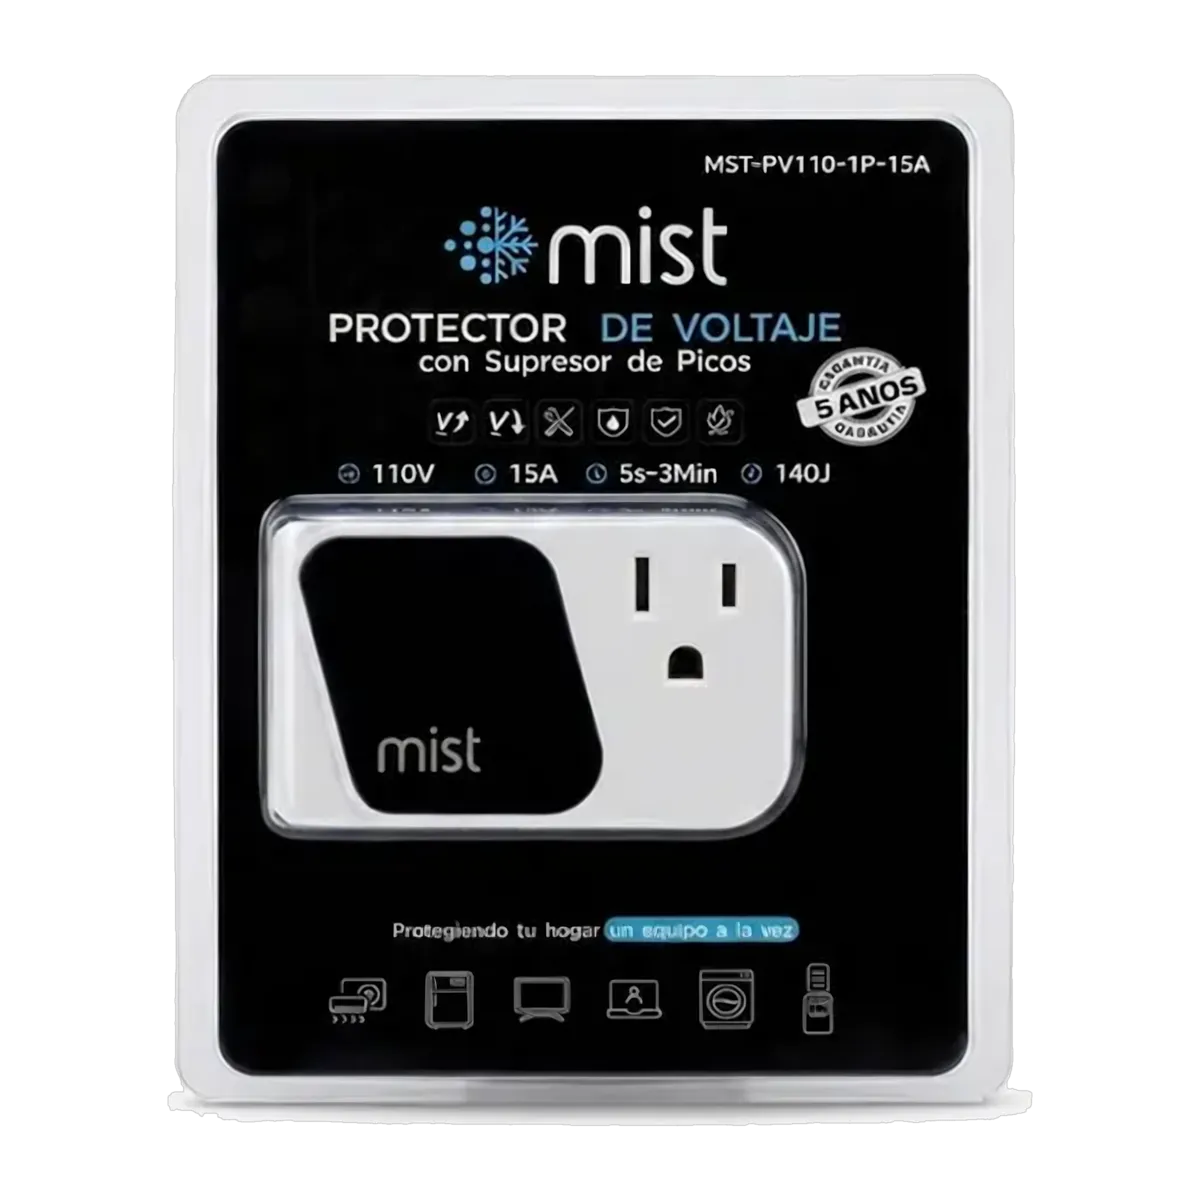 MST-PV110-1P-15A
mist
PROTECTOR DE VOLTAJE
con Supresor de Picos
GARANTIA
5 ANOS
GARANTIA
110V 15A 5s-3Min 140J
mist
Protegiendo tu hogar un equipo a la vez